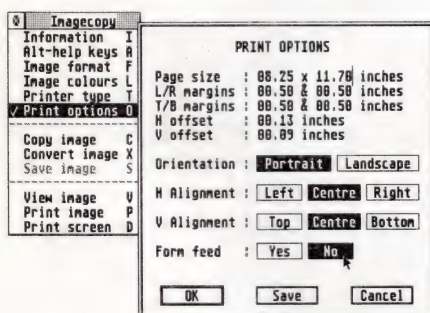 Imagecopy
Information I
Alt-help keys A
Image format F
Image colours L
Printer type T
✓ Print options O
Copy image C
Convert image X
Save image S
View image V
Print image P
Print screen D
PRINT OPTIONS
Page size : 08.25 x 11.70 inches
L/R margins : 00.50 & 00.50 inches
T/B margins : 00.50 & 00.50 inches
H offset : 00.13 inches
V offset : 00.09 inches
Orientation : Portrait Landscape
H Alignment : Left Centre Right
V Alignment : Top Centre Bottom
Form feed : Yes No
OK Save Cancel